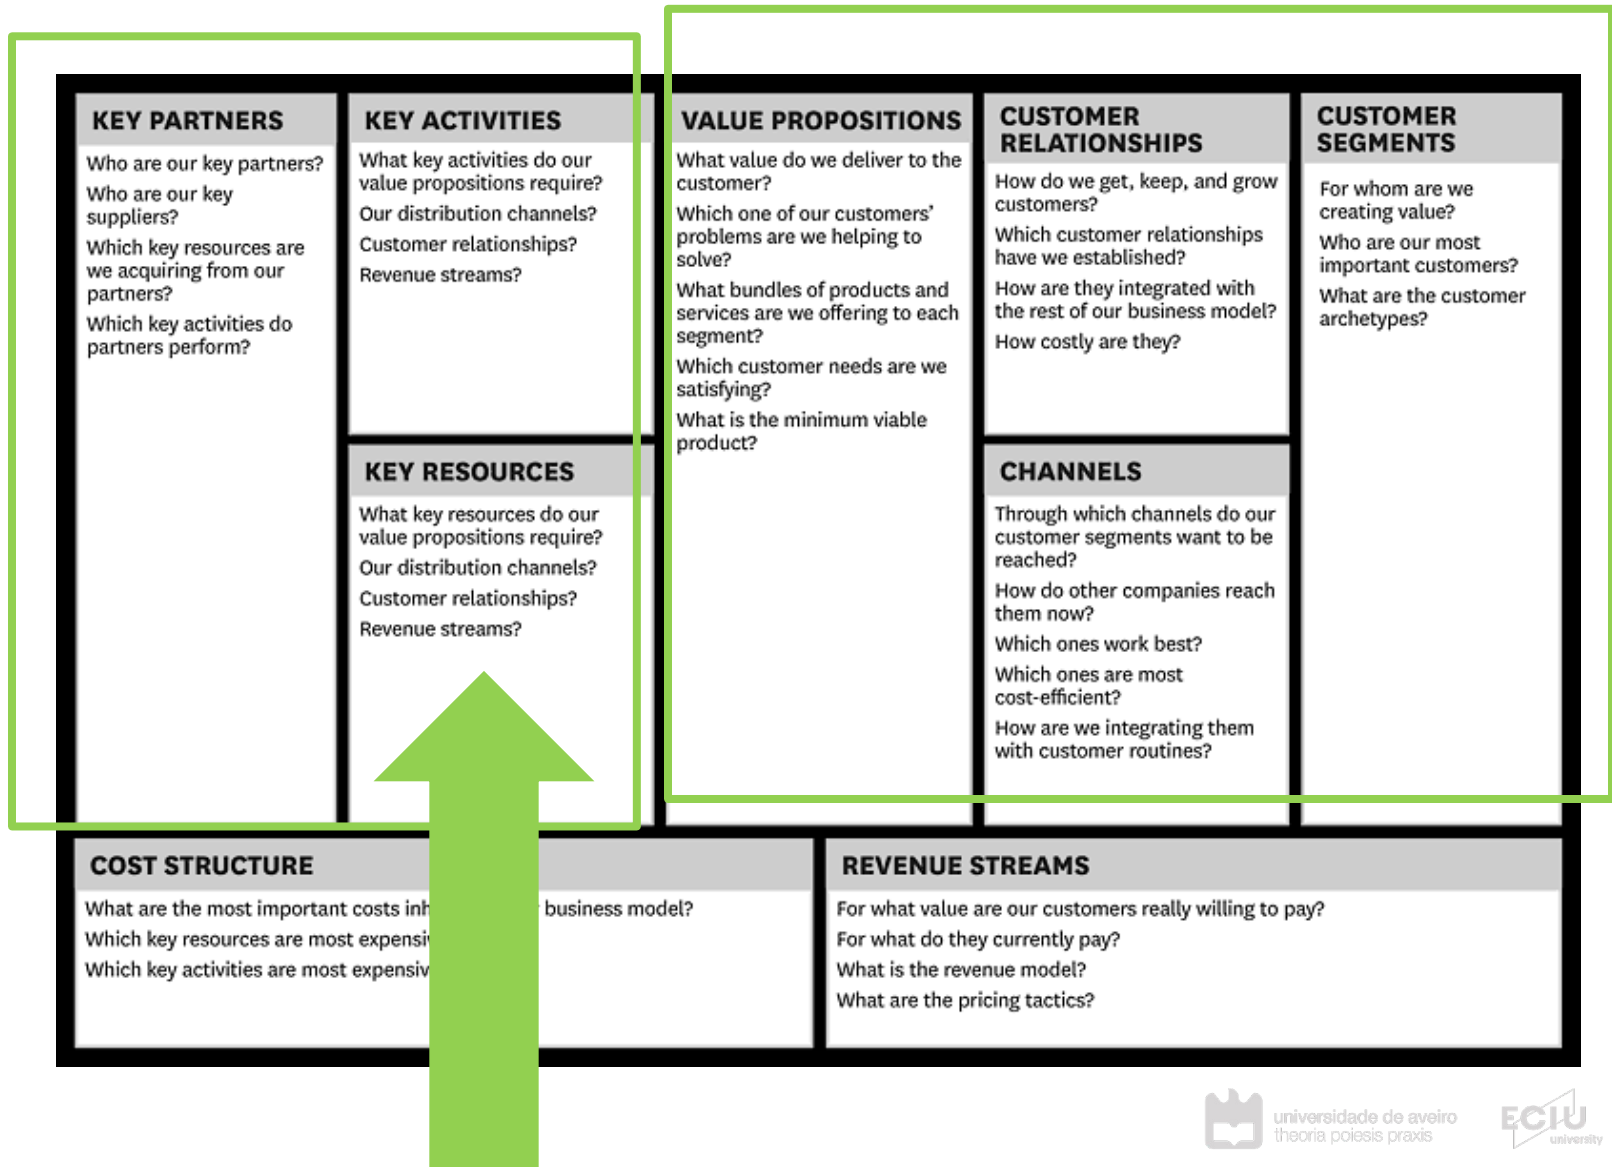 KEY PARTNERS
Who are our key partners?
Who are our key
suppliers?
Which key resources are
we acquiring from our
partners?
Which key activities do
partners perform?
KEY ACTIVITIES
What key activities do our
value propositions require?
Our distribution channels?
Customer relationships?
Revenue streams?
KEY RESOURCES
What key resources do our
value propositions require?
Our distribution channels?
Customer relationships?
Revenue streams?
VALUE PROPOSITIONS
What value do we deliver to the
customer?
Which one of our customers’
problems are we helping to
solve?
What bundles of products and
services are we offering to each
segment?
Which customer needs are we
satisfying?
What is the minimum viable
product?
CUSTOMER
RELATIONSHIPS
How do we get, keep, and grow
customers?
Which customer relationships
have we established?
How are they integrated with
the rest of our business model?
How costly are they?
CHANNELS
Through which channels do our
customer segments want to be
reached?
How do other companies reach
them now?
Which ones work best?
Which ones are most
cost-efficient?
How are we integrating them
with customer routines?
CUSTOMER
SEGMENTS
For whom are we
creating value?
Who are our most
important customers?
What are the customer
archetypes?
COST STRUCTURE
What are the most important costs business model?
Which key resources are most
Which key activities are most
REVENUE STREAMS
For what value are our customers really willing to pay?
For what do they currently pay?
What is the revenue model?
What are the pricing tactics?
universidade de aveiro
theoria poiesis praxis
ECIU
university